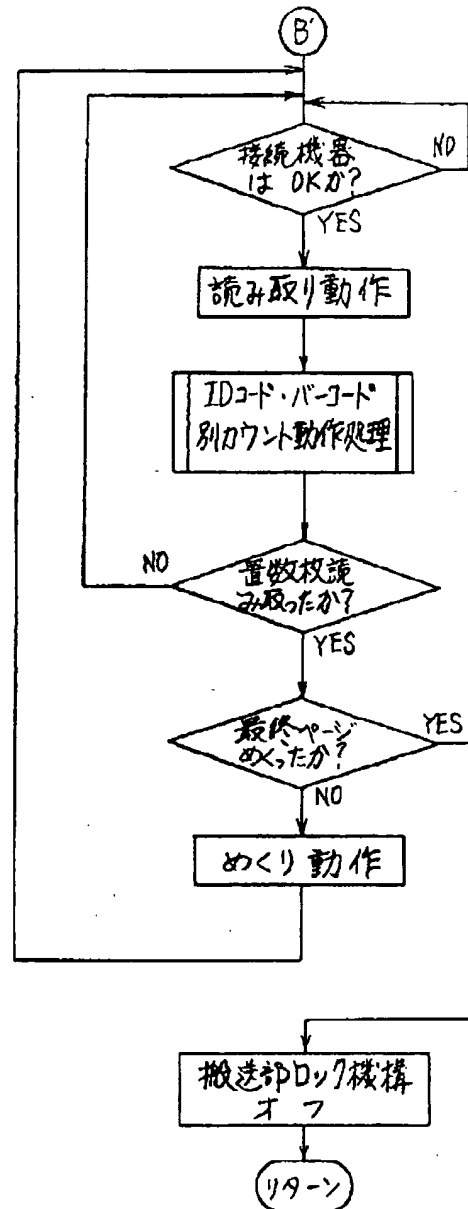 B'
接続機器
は OKか?
NO
YES
読み取り動作
IDコード・バーコード
別カウント動作処理
置数枚読
み取ったか?
NO
YES
最終ページ
めくったか?
YES
NO
めくり動作
搬送部ロック機構
オフ
リターン